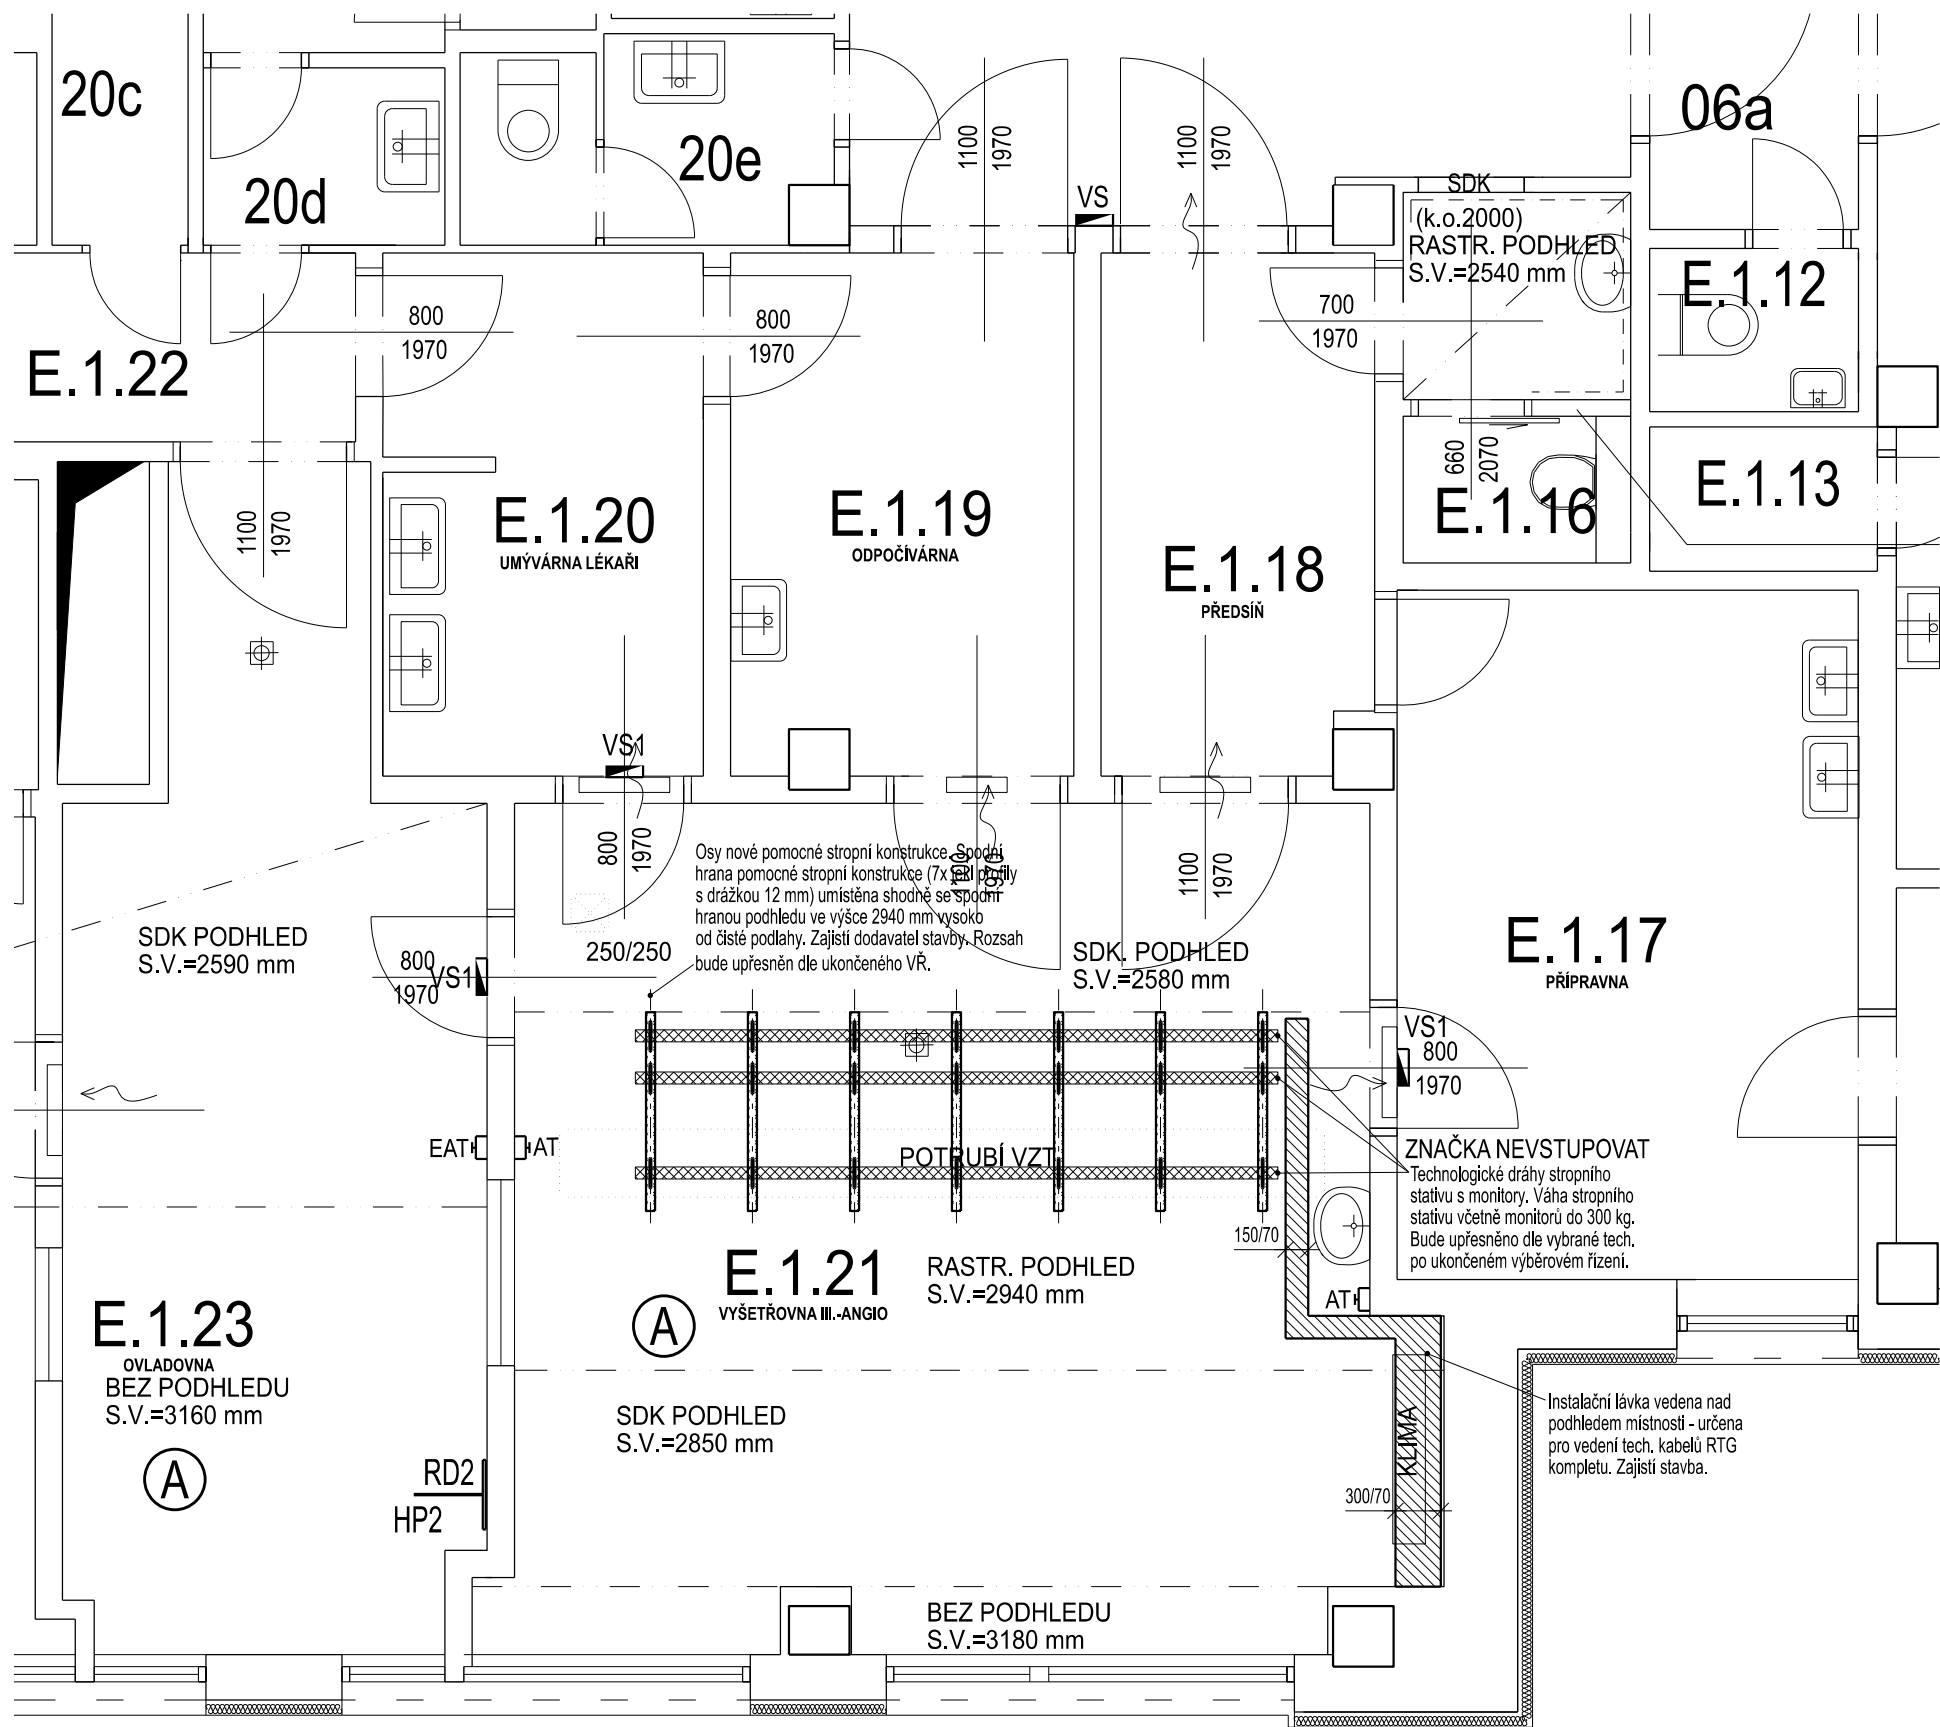 20c
20d
20e
06a
1100
1970
VS
1100
1970
SDK
(k.o.2000)
RASTR. PODHLED
S.V.=2540 mm
E.1.12
E.1.22
800
1970
800
1970
700
1970
1100
1970
E.1.20
UMÝVÁRNA LÉKAŘI
E.1.19
ODPOČÍVÁRNA
E.1.18
PŘEDSÍŇ
660
2070
E.1.16
E.1.13
VS1
800
1970
1100
1970
1100
1970
Osy nové pomocné stropní konstrukce. Spodní
hrana pomocné stropní konstrukce (7x jekl profily
s drážkou 12 mm) umístěna shodně se spodní
hranou podhledu ve výšce 2940 mm vysoko
od čisté podlahy. Zajistí dodavatel stavby. Rozsah
bude upřesněn dle ukončeného VŘ.
SDK PODHLED
S.V.=2590 mm
800
1970
VS1
250/250
SDK. PODHLED
S.V.=2580 mm
E.1.17
PŘÍPRAVNA
VS1
800
1970
EAT
AT
POTRUBÍ VZT
ZNAČKA NEVSTUPOVAT
Technologické dráhy stropního
stativu s monitory. Váha stropního
stativu včetně monitorů do 300 kg.
Bude upřesněno dle vybrané tech.
po ukončeném výběrovém řízení.
150/70
E.1.21
VYŠETŘOVNA III.-ANGIO
A
RASTR. PODHLED
S.V.=2940 mm
AT
E.1.23
OVLADOVNA
BEZ PODHLEDU
S.V.=3160 mm
A
SDK PODHLED
S.V.=2850 mm
KLIMA
Instalační lávka vedena nad
podhledem místnosti - určena
pro vedení tech. kabelů RTG
kompletu. Zajistí stavba.
RD2
HP2
300/70
BEZ PODHLEDU
S.V.=3180 mm